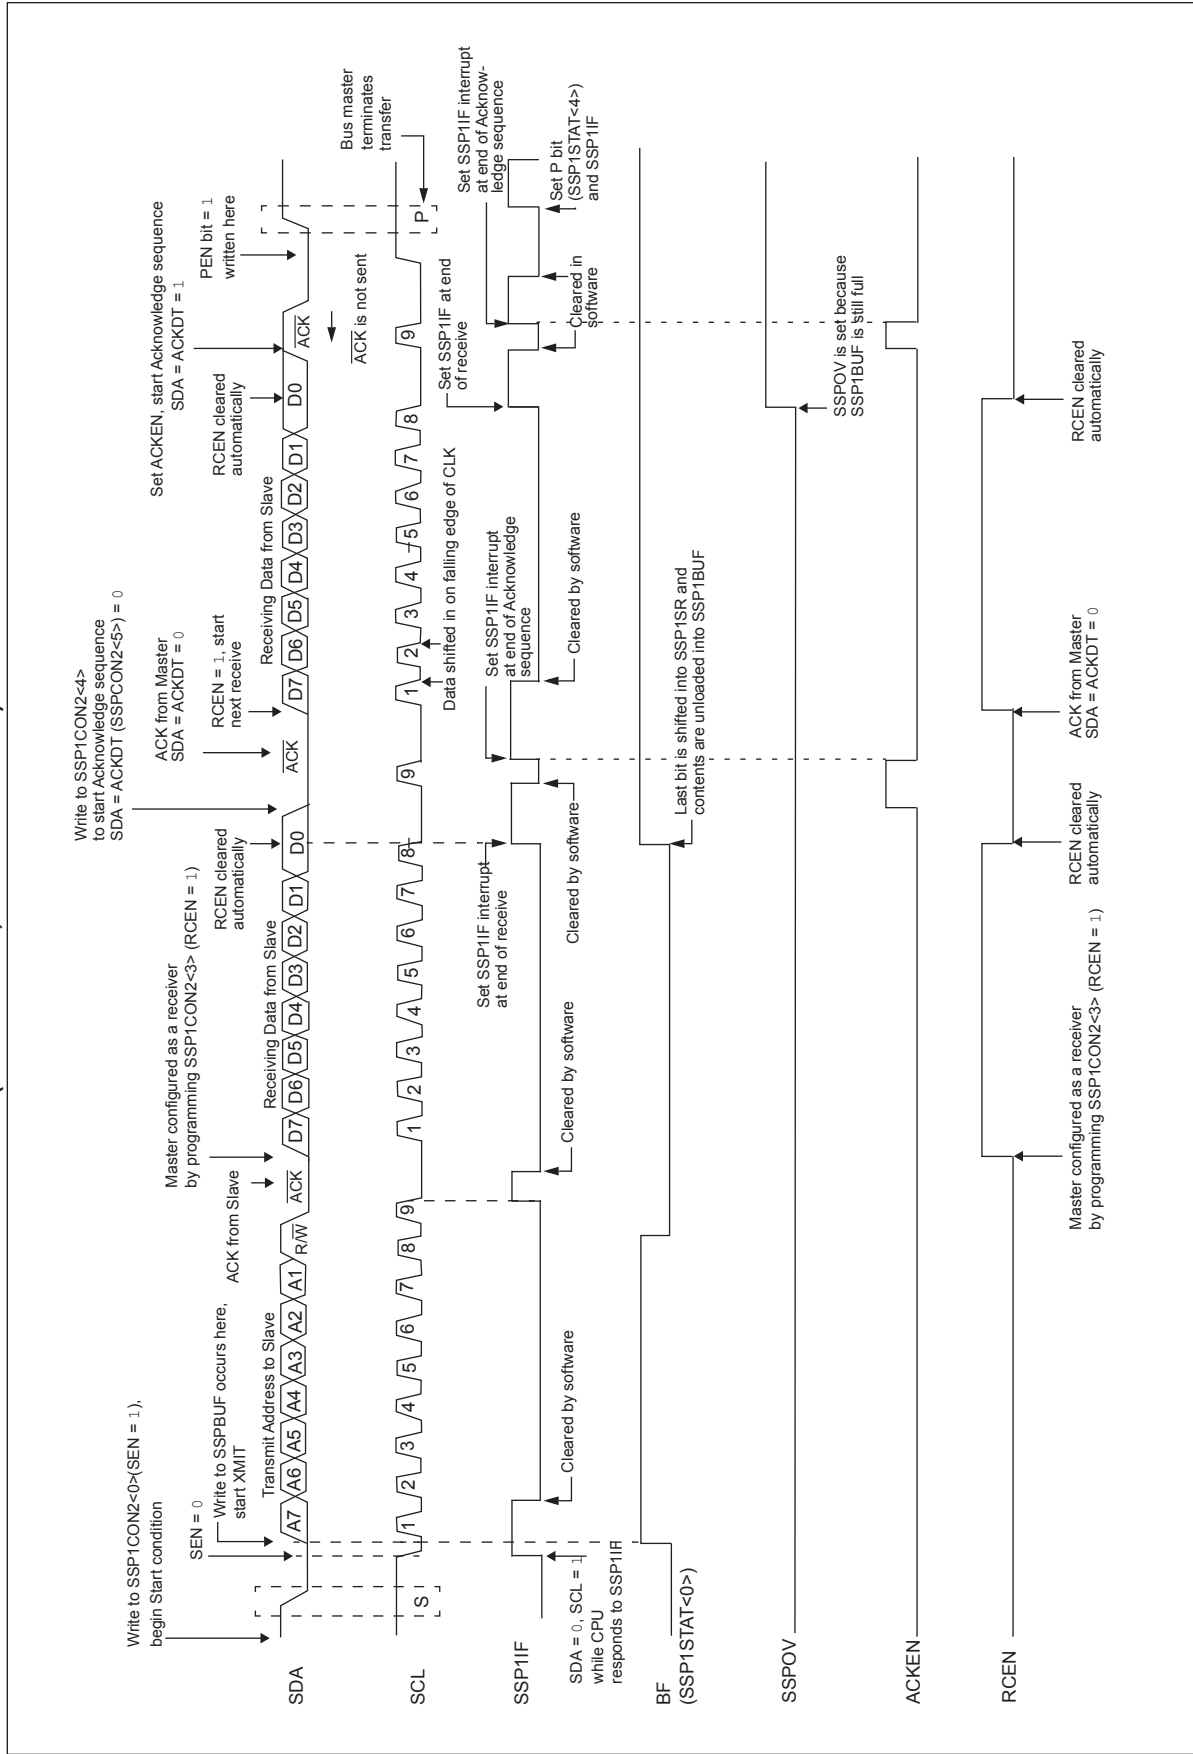 Write to SSP1CON2<0>(SEN = 1),
begin Start condition
SEN = 0
Write to SSPBUF occurs here,
start XMIT
ACK from Slave
Master configured as a receiver
by programming SSP1CON2<3> (RCEN = 1)
RCEN cleared
automatically
Write to SSP1CON2<4>
to start Acknowledge sequence
SDA = ACKDT (SSPCON2<5>) = 0
ACK from Master
SDA = ACKDT = 0
RCEN = 1, start
next receive
RCEN cleared
automatically
Set ACKEN, start Acknowledge sequence
SDA = ACKDT = 1
PEN bit = 1
written here
Transmit Address to Slave
Receiving Data from Slave
Receiving Data from Slave
SDA
A7 A6 A5 A4 A3 A2 A1 R/W ACK D7 D6 D5 D4 D3 D2 D1 D0 ACK D7 D6 D5 D4 D3 D2 D1 D0 ACK
ACK is not sent
Bus master
terminates
transfer
SCL
S 1 2 3 4 5 6 7 8 9 1 2 3 4 5 6 7 8 9 1 2 3 4 5 6 7 8 9 P
Data shifted in on falling edge of CLK
Set SSP1IF interrupt
at end of receive
Set SSP1IF interrupt
at end of Acknowledge
sequence
Set SSP1IF at end
of receive
Set SSP1IF interrupt
at end of Acknow-
ledge sequence
SSP1IF
SDA = 0, SCL = 1
while CPU
responds to SSP1IF
Cleared by software
Cleared by software
Cleared by software
Cleared by software
Cleared in
software
Set P bit
(SSP1STAT<4>)
and SSP1IF
BF
(SSP1STAT<0>)
Last bit is shifted into SSP1SR and
contents are unloaded into SSP1BUF
SSPOV
SSPOV is set because
SSP1BUF is still full
ACKEN
RCEN
Master configured as a receiver
by programming SSP1CON2<3> (RCEN = 1)
RCEN cleared
automatically
ACK from Master
SDA = ACKDT = 0
RCEN cleared
automatically